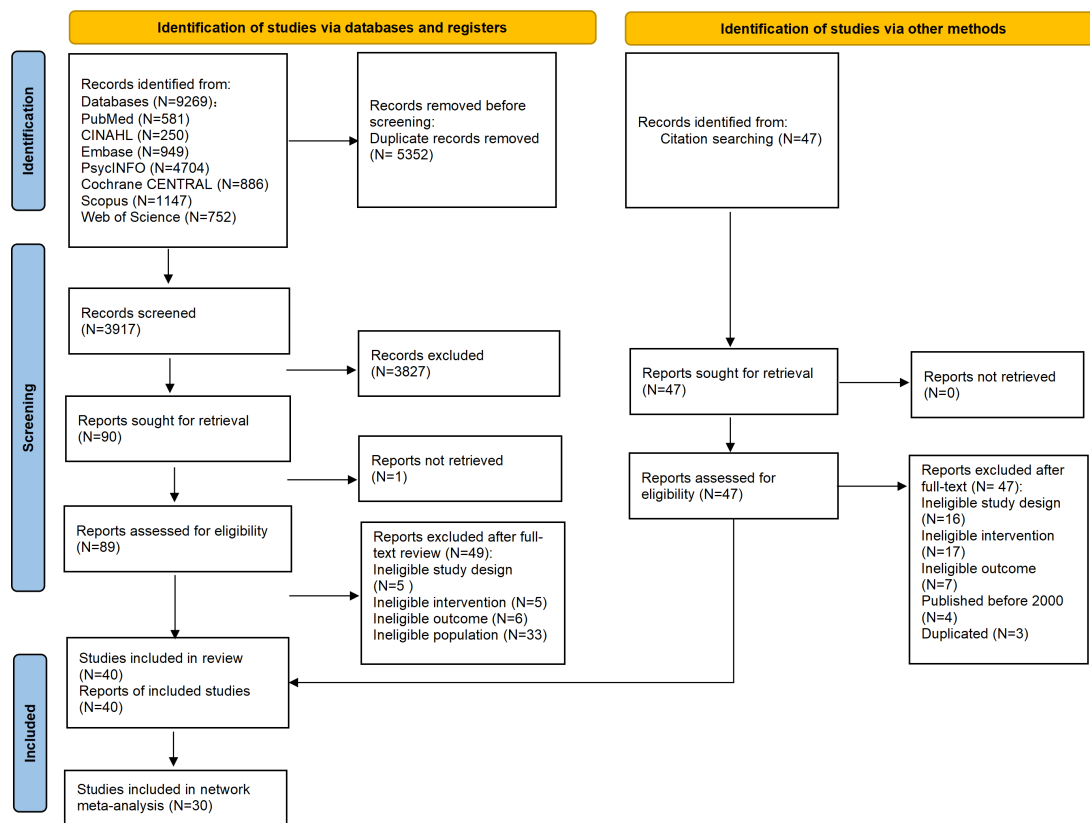 Identification of studies via databases and registers
Identification of studies via other methods
Identification
Records identified from:
Databases (N=9269):
PubMed (N=581)
CINAHL (N=250)
Embase (N=949)
PsycINFO (N=4704)
Cochrane CENTRAL (N=886)
Scopus (N=1147)
Web of Science (N=752)
Records removed before
screening:
Duplicate records removed
(N= 5352)
Records identified from:
Citation searching (N=47)
Screening
Records screened
(N=3917)
Records excluded
(N=3827)
Reports sought for retrieval
(N=90)
Reports not retrieved
(N=1)
Reports assessed for eligibility
(N=89)
Reports excluded after full-
text review (N=49):
Ineligible study design
(N=5 )
Ineligible intervention (N=5)
Ineligible outcome (N=6)
Ineligible population (N=33)
Reports sought for retrieval
(N=47)
Reports not retrieved
(N=0)
Reports assessed for
eligibility (N=47)
Reports excluded after
full-text (N= 47):
Ineligible study design
(N=16)
Ineligible intervention
(N=17)
Ineligible outcome
(N=7)
Published before 2000
(N=4)
Duplicated (N=3)
Included
Studies included in review
(N=40)
Reports of included studies
(N=40)
Studies included in network
meta-analysis (N=30)